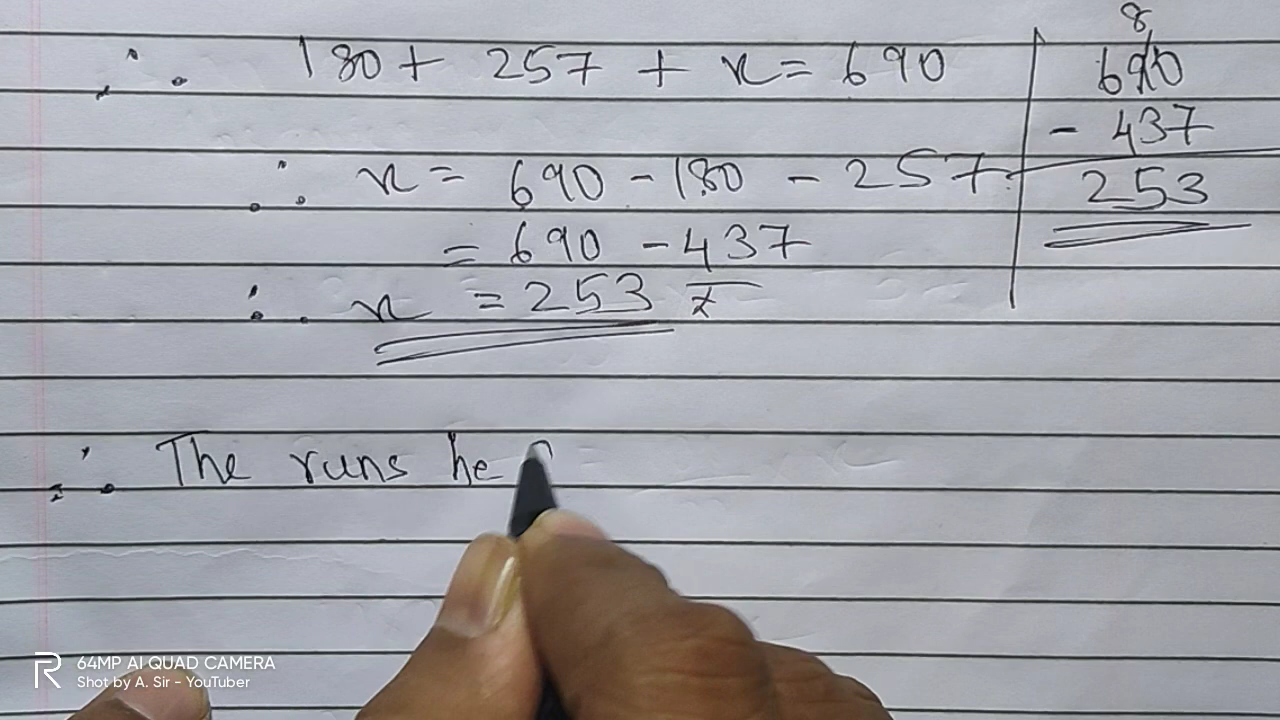 ∴ 180 + 257 + x = 690
∴ x = 690 - 180 - 257
= 690 - 437
∴ x = 253
8
690
- 437
253
∴ The runs he
64MP AI QUAD CAMERA
Shot by A. Sir - YouTuber